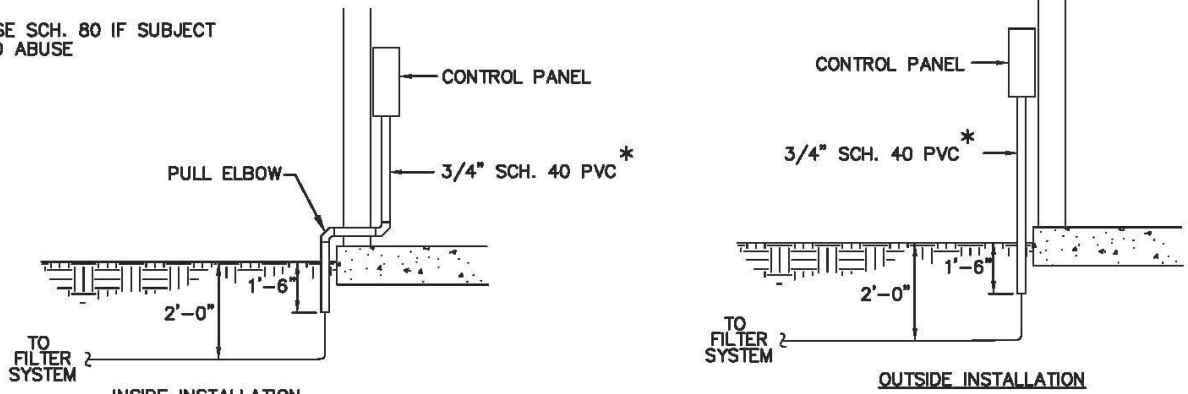 SE SCH. 80 IF SUBJECT
O ABUSE
CONTROL PANEL
3/4" SCH. 40 PVC*
PULL ELBOW
1'-6"
2'-0"
TO
FILTER
SYSTEM
INSIDE INSTALLATION
CONTROL PANEL
3/4" SCH. 40 PVC*
1'-6"
2'-0"
TO
FILTER
SYSTEM
OUTSIDE INSTALLATION